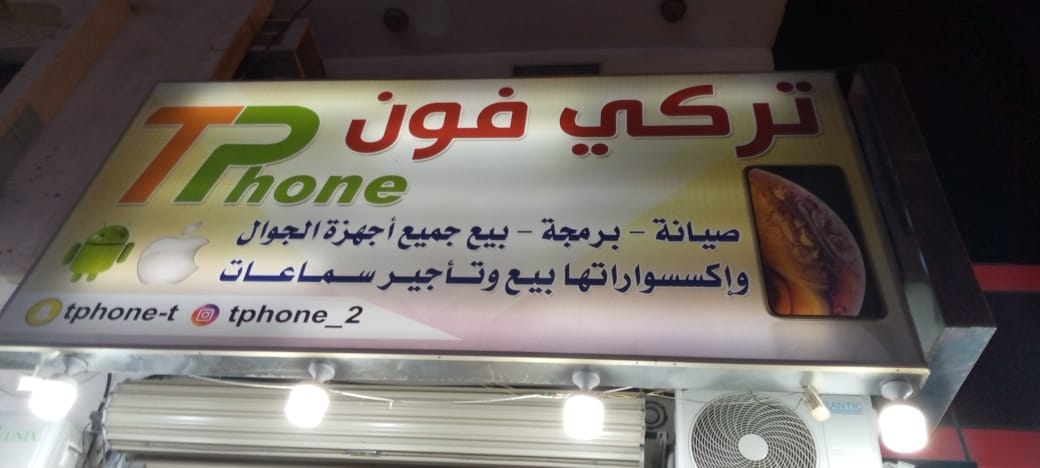 تركي فون
TPhone
صيانة - برمجة - بيع جميع أجهزة الجوال
وإكسسواراتها بيع وتأجير سماعات
tphone-t tphone_2